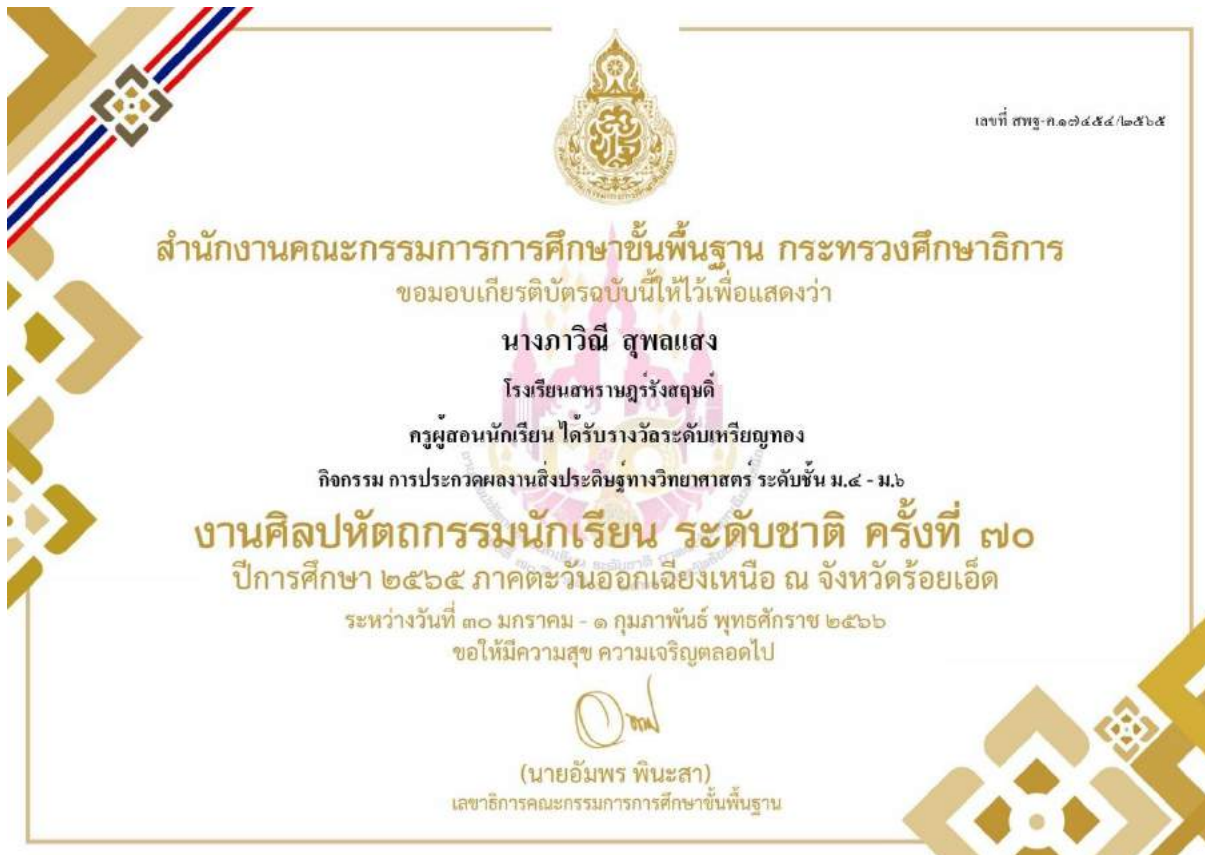 เลขที่ สพฐ-ค.๑๗๔๕๔/๒๕๖๕
สำนักงานคณะกรรมการการศึกษาขั้นพื้นฐาน กระทรวงศึกษาธิการ
ขอมอบเกียรติบัตรฉบับนี้ให้ไว้เพื่อแสดงว่า
นางภาวิณี สุพลแสง
โรงเรียนสหราษฎร์รังสฤษดิ์
ครูผู้สอนนักเรียน ได้รับรางวัลระดับเหรียญทอง
กิจกรรม การประกวดผลงานสิ่งประดิษฐ์ทางวิทยาศาสตร์ ระดับชั้น ม.๔ - ม.๖
งานศิลปหัตถกรรมนักเรียน ระดับชาติ ครั้งที่ ๗๐
ปีการศึกษา ๒๕๖๕ ภาคตะวันออกเฉียงเหนือ ณ จังหวัดร้อยเอ็ด
ระหว่างวันที่ ๓๐ มกราคม - ๑ กุมภาพันธ์ พุทธศักราช ๒๕๖๖
ขอให้มีความสุข ความเจริญตลอดไป
(นายอัมพร พินะสา)
เลขาธิการคณะกรรมการการศึกษาขั้นพื้นฐาน